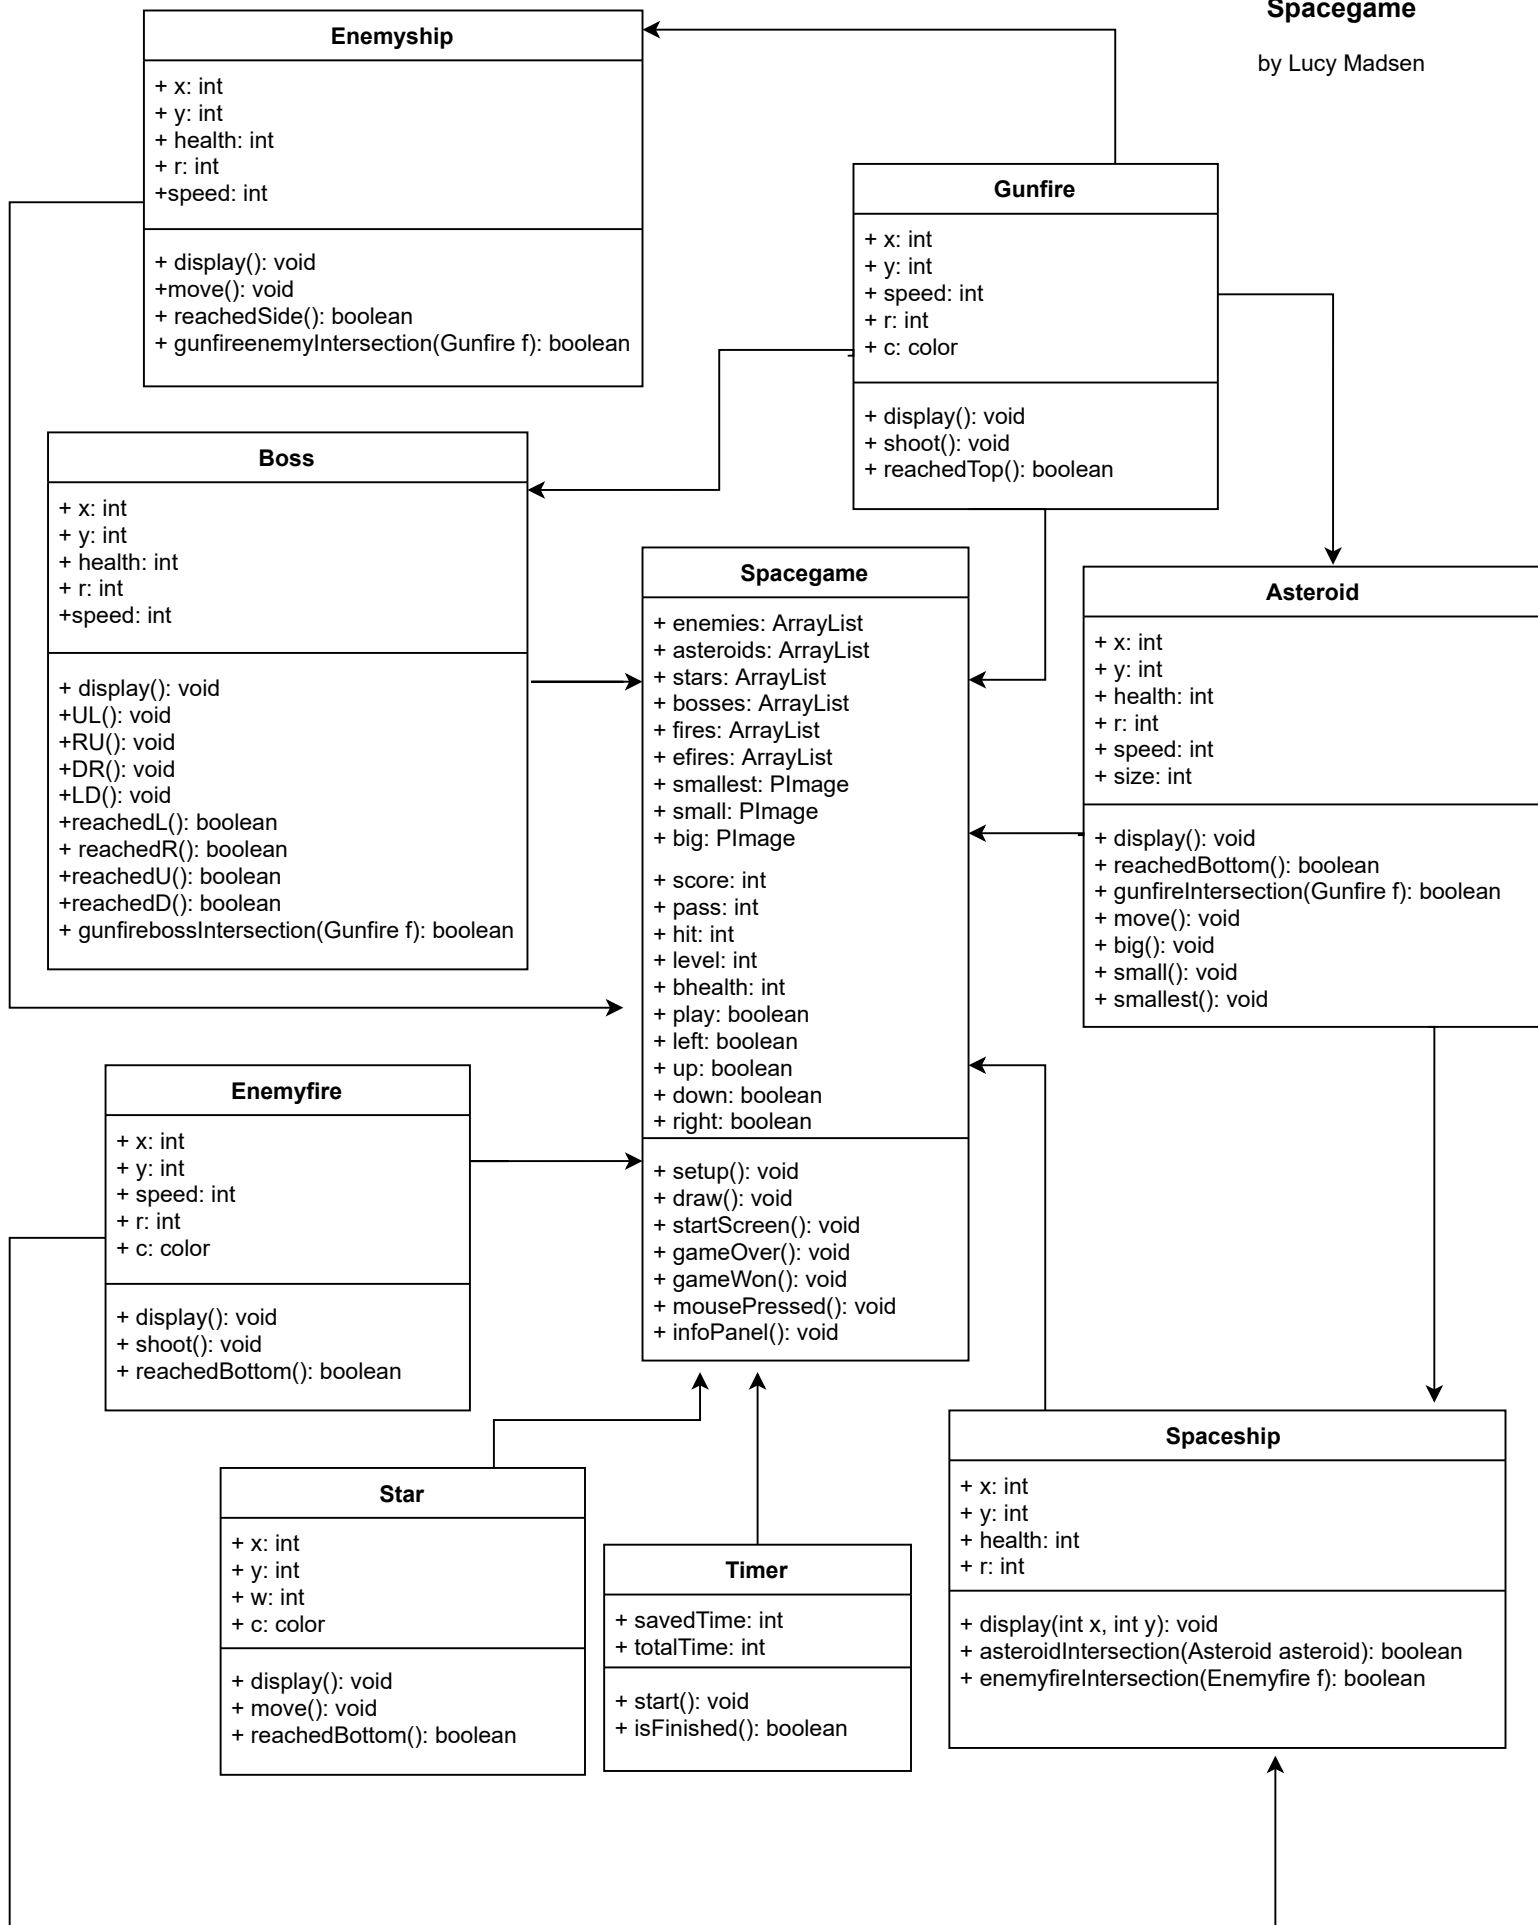 Spacegame
by Lucy Madsen
Enemyship
+ x: int
+ y: int
+ health: int
+ r: int
+speed: int
+ display(): void
+move(): void
+ reachedSide(): boolean
+ gunfireenemyIntersection(Gunfire f): boolean
Gunfire
+ x: int
+ y: int
+ speed: int
+ r: int
+ c: color
+ display(): void
+ shoot(): void
+ reachedTop(): boolean
Boss
+ x: int
+ y: int
+ health: int
+ r: int
+speed: int
+ display(): void
+UL(): void
+RU(): void
+DR(): void
+LD(): void
+reachedL(): boolean
+ reachedR(): boolean
+reachedU(): boolean
+reachedD(): boolean
+ gunfirebossIntersection(Gunfire f): boolean
Spacegame
+ enemies: ArrayList
+ asteroids: ArrayList
+ stars: ArrayList
+ bosses: ArrayList
+ fires: ArrayList
+ efires: ArrayList
+ smallest: PImage
+ small: PImage
+ big: PImage
+ score: int
+ pass: int
+ hit: int
+ level: int
+ bhealth: int
+ play: boolean
+ left: boolean
+ up: boolean
+ down: boolean
+ right: boolean
+ setup(): void
+ draw(): void
+ startScreen(): void
+ gameOver(): void
+ gameWon(): void
+ mousePressed(): void
+ infoPanel(): void
Asteroid
+ x: int
+ y: int
+ health: int
+ r: int
+ speed: int
+ size: int
+ display(): void
+ reachedBottom(): boolean
+ gunfireIntersection(Gunfire f): boolean
+ move(): void
+ big(): void
+ small(): void
+ smallest(): void
Enemyfire
+ x: int
+ y: int
+ speed: int
+ r: int
+ c: color
+ display(): void
+ shoot(): void
+ reachedBottom(): boolean
Star
+ x: int
+ y: int
+ w: int
+ c: color
+ display(): void
+ move(): void
+ reachedBottom(): boolean
Timer
+ savedTime: int
+ totalTime: int
+ start(): void
+ isFinished(): boolean
Spaceship
+ x: int
+ y: int
+ health: int
+ r: int
+ display(int x, int y): void
+ asteroidIntersection(Asteroid asteroid): boolean
+ enemyfireIntersection(Enemyfire f): boolean